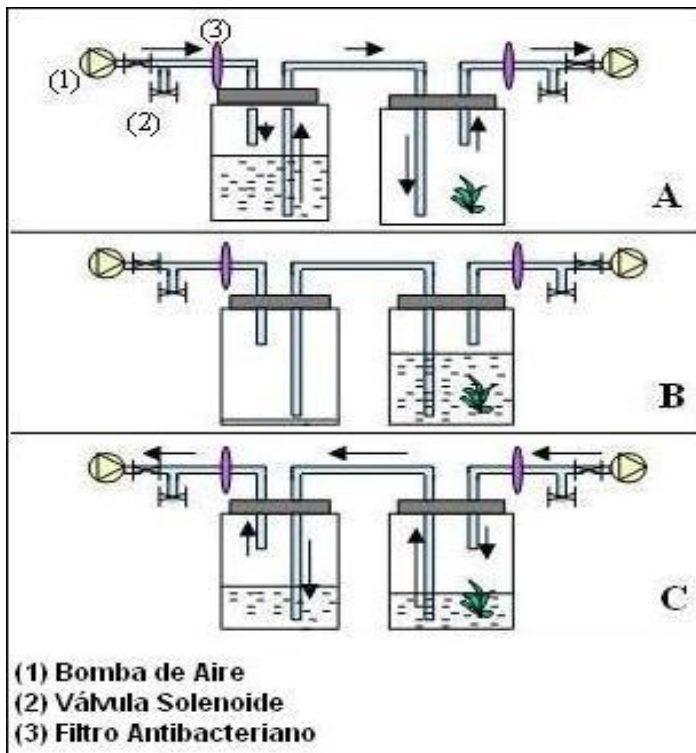 (3)
(1)
(2)
A
B
C
(1) Bomba de Aire
(2) Válvula Solenoide
(3) Filtro Antibacteriano